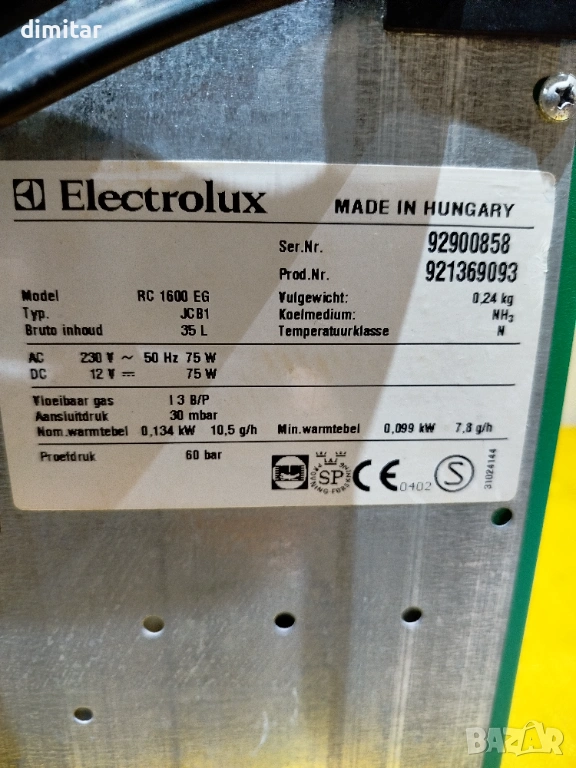 dimitar
Electrolux MADE IN HUNGARY
Ser.Nr. 92900858
Prod.Nr. 921369093
Model RC 1600 EG Vulgewicht: 0,24 kg
Typ. JCB1 Koelmedium: NH₃
Bruto inhoud 35 L Temperatuurklasse N
AC 230 V ~ 50 Hz 75 W
DC 12 V ⎓ 75 W
Vloeibaar gas I 3 B/P
Aansluitdruk 30 mbar
Nom.warmtebel 0,134 kW 10,5 g/h Min.warmtebel 0,099 kW 7,8 g/h
Proefdruk 60 bar
SP CE 0402 S
31024144
BAZAR